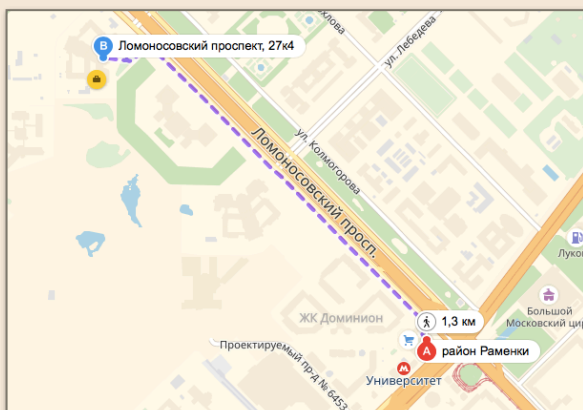 В
Ломоносовский проспект, 27к4
хлова
ул. Лебедева
ул. Колмогорова
Ломоносовский просп.
Луко
Большой
Московский цир
ЖК Доминион
1,3 км
А
район Раменки
Проектируемый пр-д № 6453
М
Университет